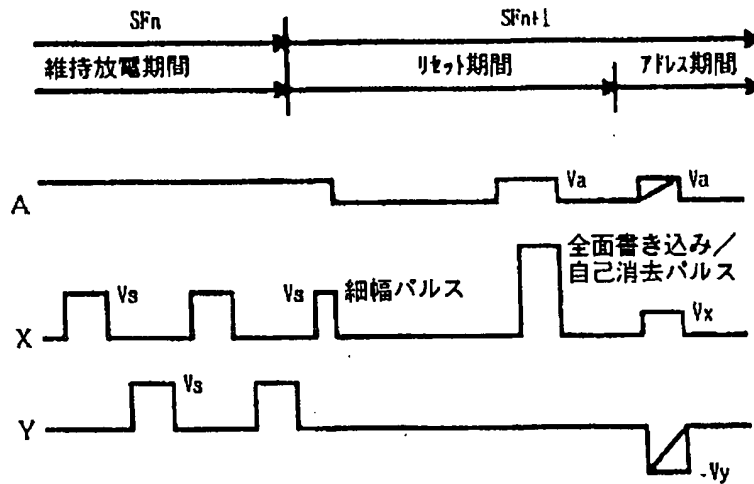 SFn SFn+1
維持放電期間 リセット期間 アドレス期間
A Va Va
全面書き込み/
自己消去パルス
X Vs Vs 細幅パルス Vx
Y Vs
-Vy